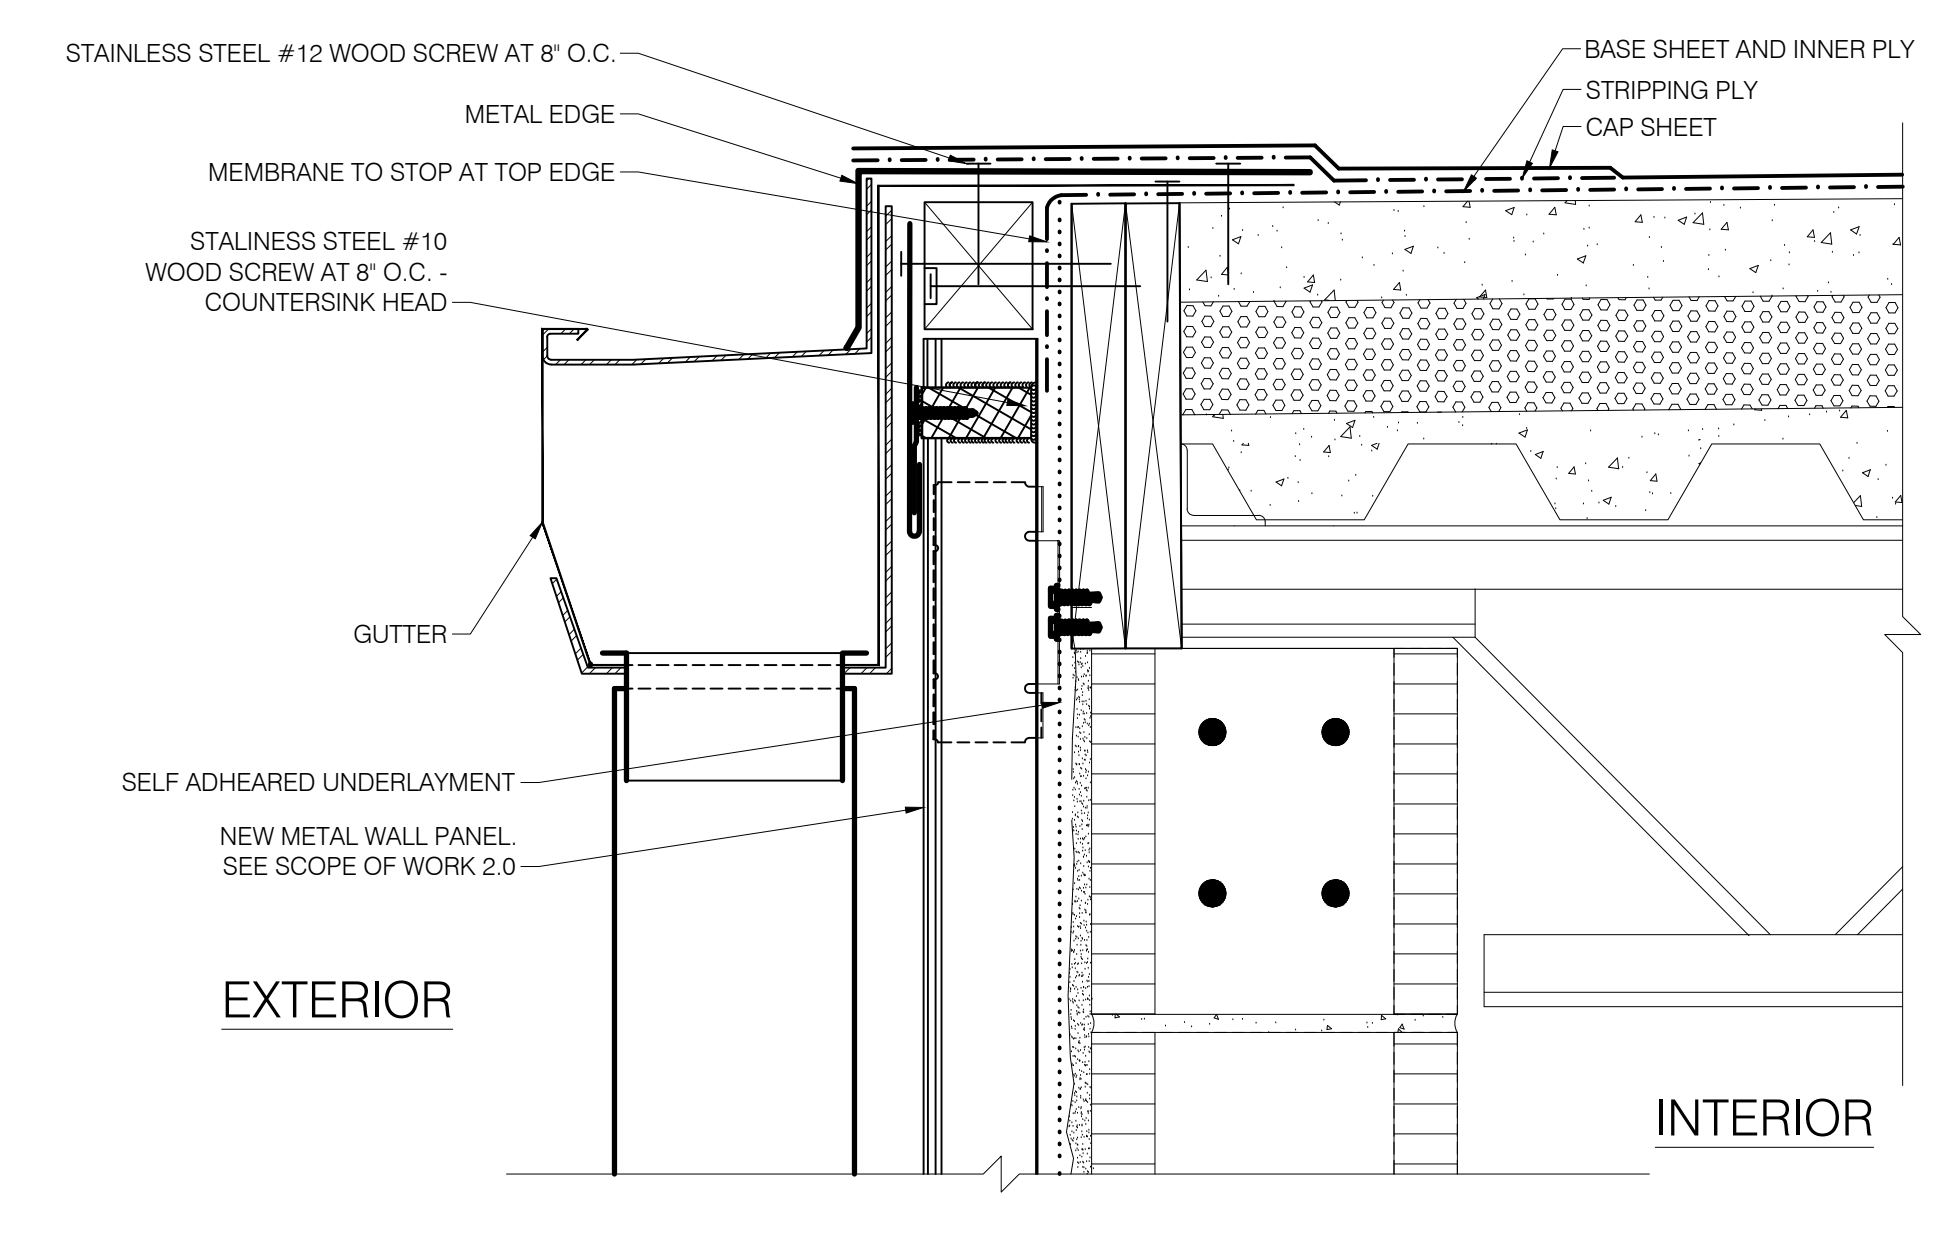 STAINLESS STEEL #12 WOOD SCREW AT 8" O.C.
METAL EDGE
MEMBRANE TO STOP AT TOP EDGE
STALINESS STEEL #10
WOOD SCREW AT 8" O.C. -
COUNTERSINK HEAD
GUTTER
SELF ADHEARED UNDERLAYMENT
NEW METAL WALL PANEL.
SEE SCOPE OF WORK 2.0
EXTERIOR
BASE SHEET AND INNER PLY
STRIPPING PLY
CAP SHEET
INTERIOR